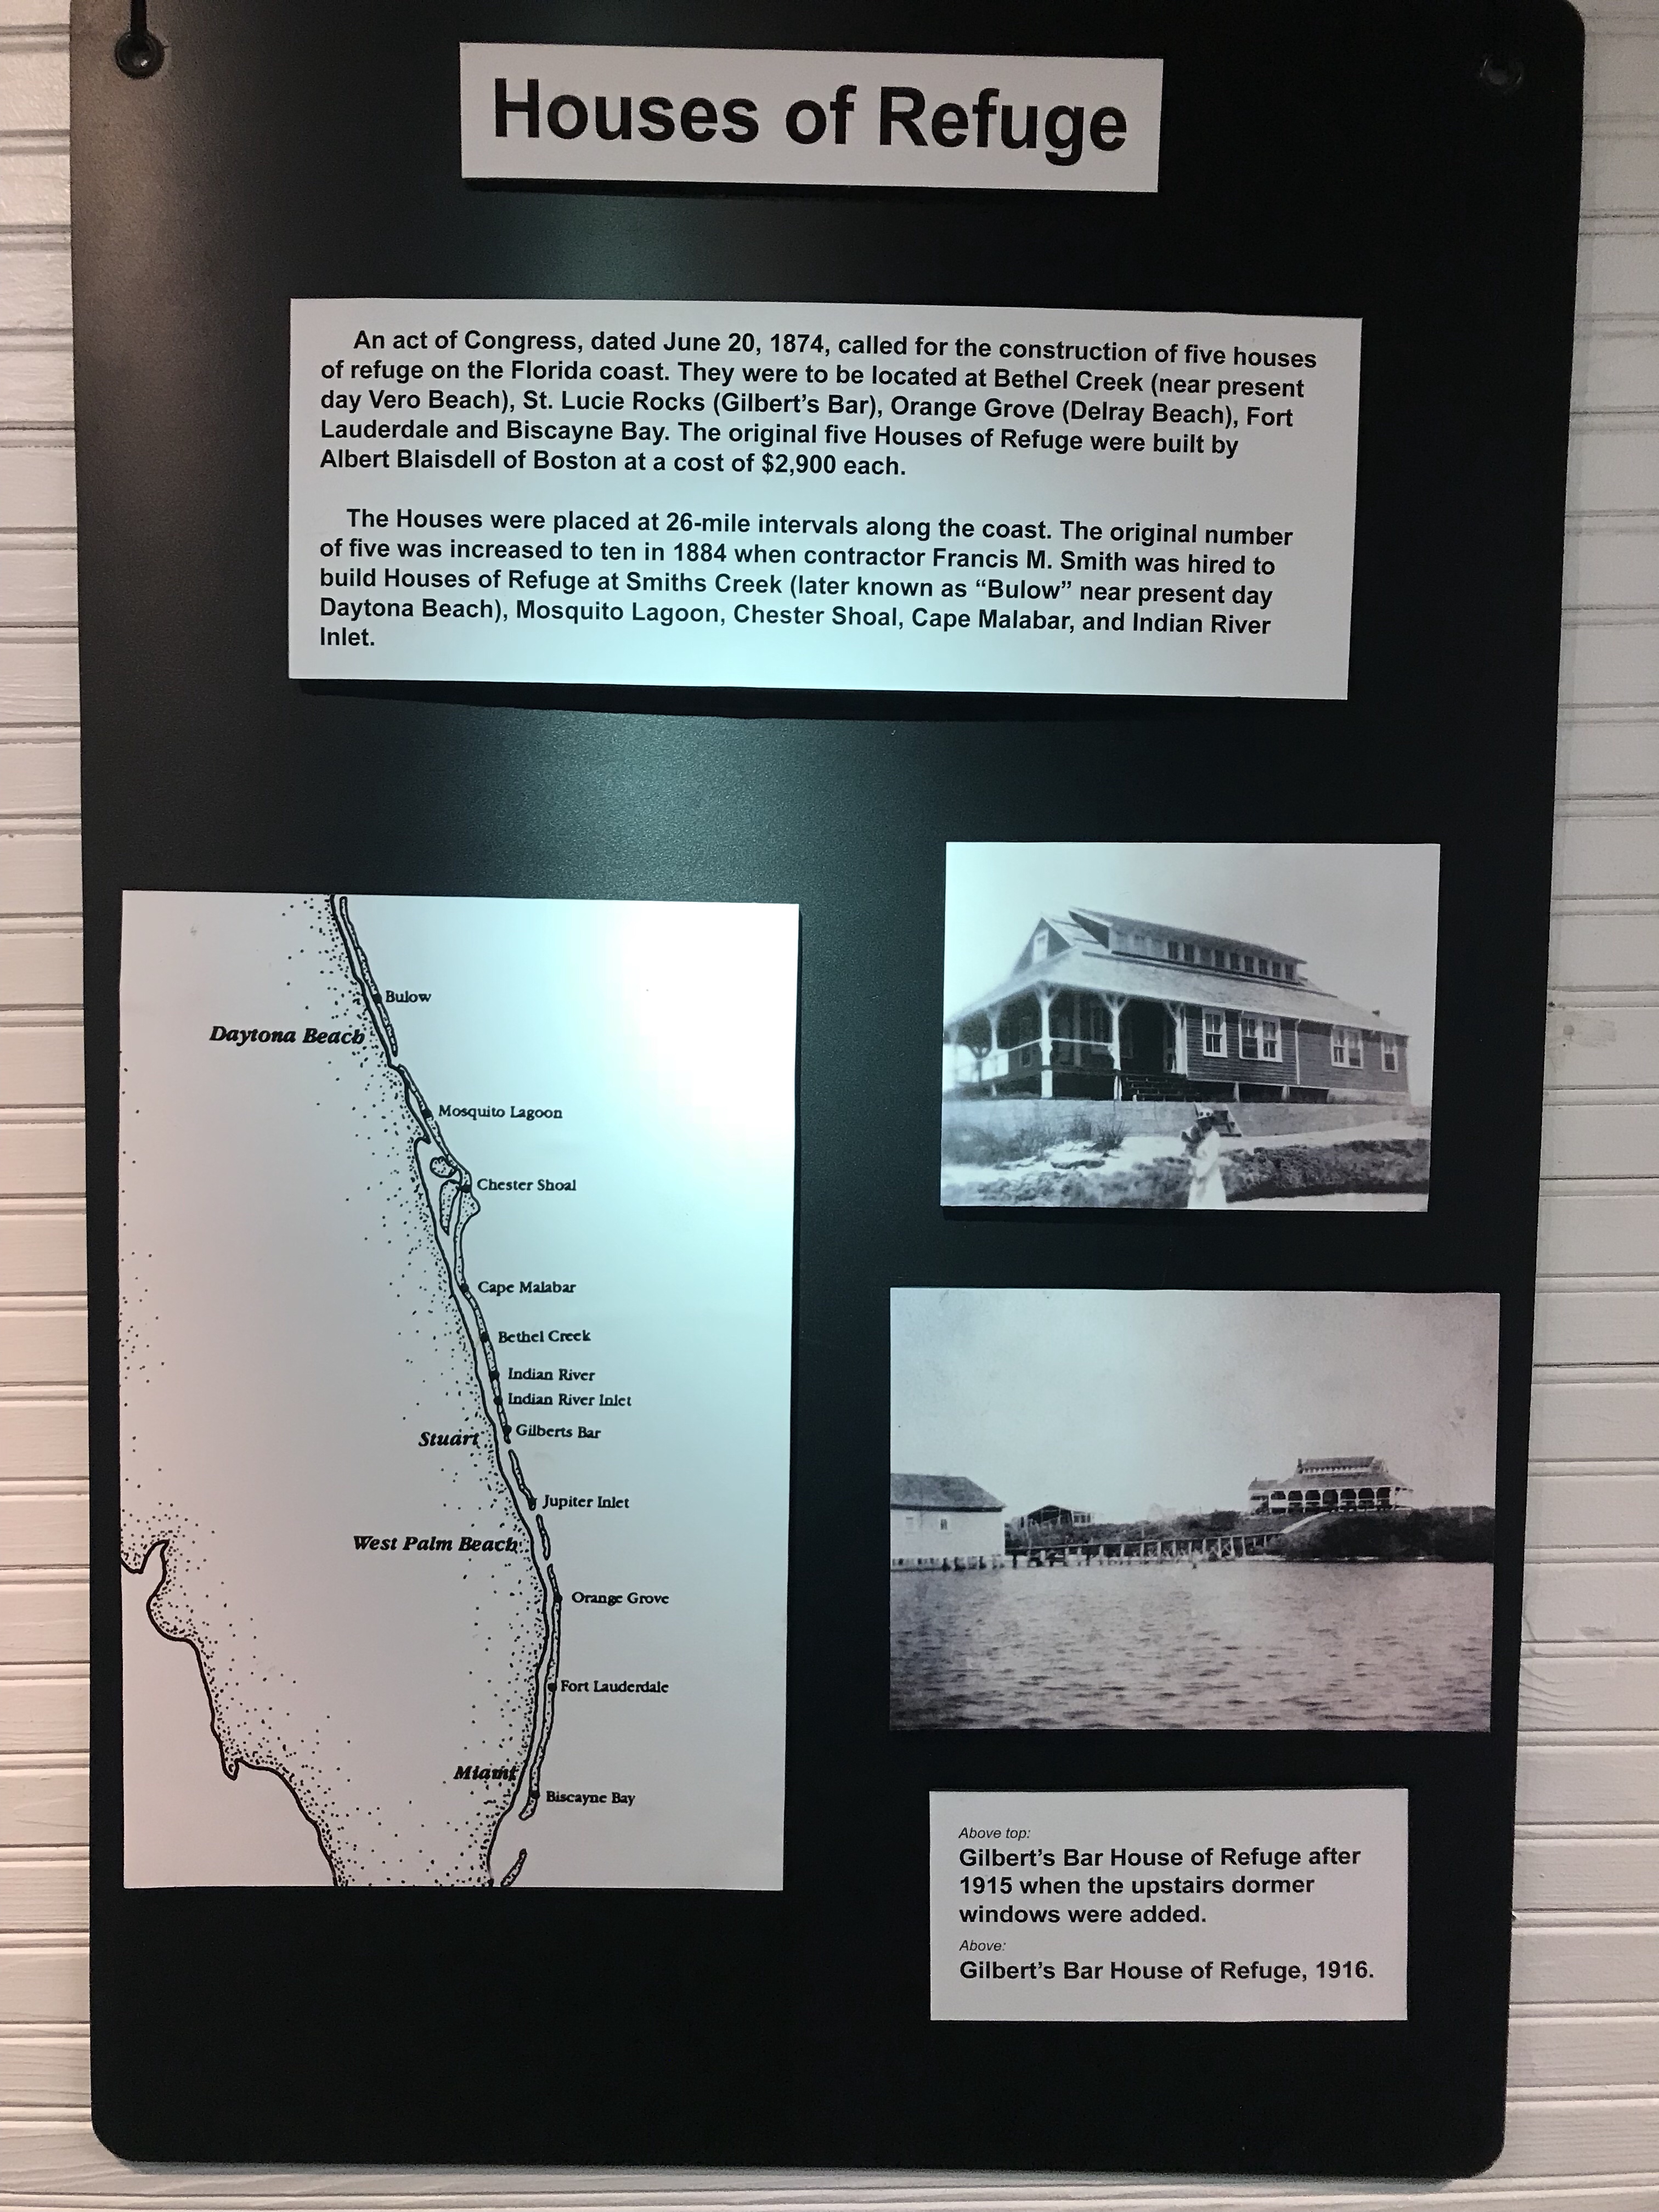 Houses of Refuge
An act of Congress, dated June 20, 1874, called for the construction of five houses
of refuge on the Florida coast. They were to be located at Bethel Creek (near present
day Vero Beach), St. Lucie Rocks (Gilbert's Bar), Orange Grove (Delray Beach), Fort
Lauderdale and Biscayne Bay. The original five Houses of Refuge were built by
Albert Blaisdell of Boston at a cost of $2,900 each.
The Houses were placed at 26-mile intervals along the coast. The original number
of five was increased to ten in 1884 when contractor Francis M. Smith was hired to
build Houses of Refuge at Smiths Creek (later known as “Bulow” near present day
Daytona Beach), Mosquito Lagoon, Chester Shoal, Cape Malabar, and Indian River
Inlet.
Bulow
Daytona Beach
Mosquito Lagoon
Chester Shoal
Cape Malabar
Bethel Creek
Indian River
Indian River Inlet
Gilberts Bar
Stuart
Jupiter Inlet
West Palm Beach
Orange Grove
Fort Lauderdale
Miami
Biscayne Bay
Above top:
Gilbert's Bar House of Refuge after
1915 when the upstairs dormer
windows were added.
Above:
Gilbert's Bar House of Refuge, 1916.